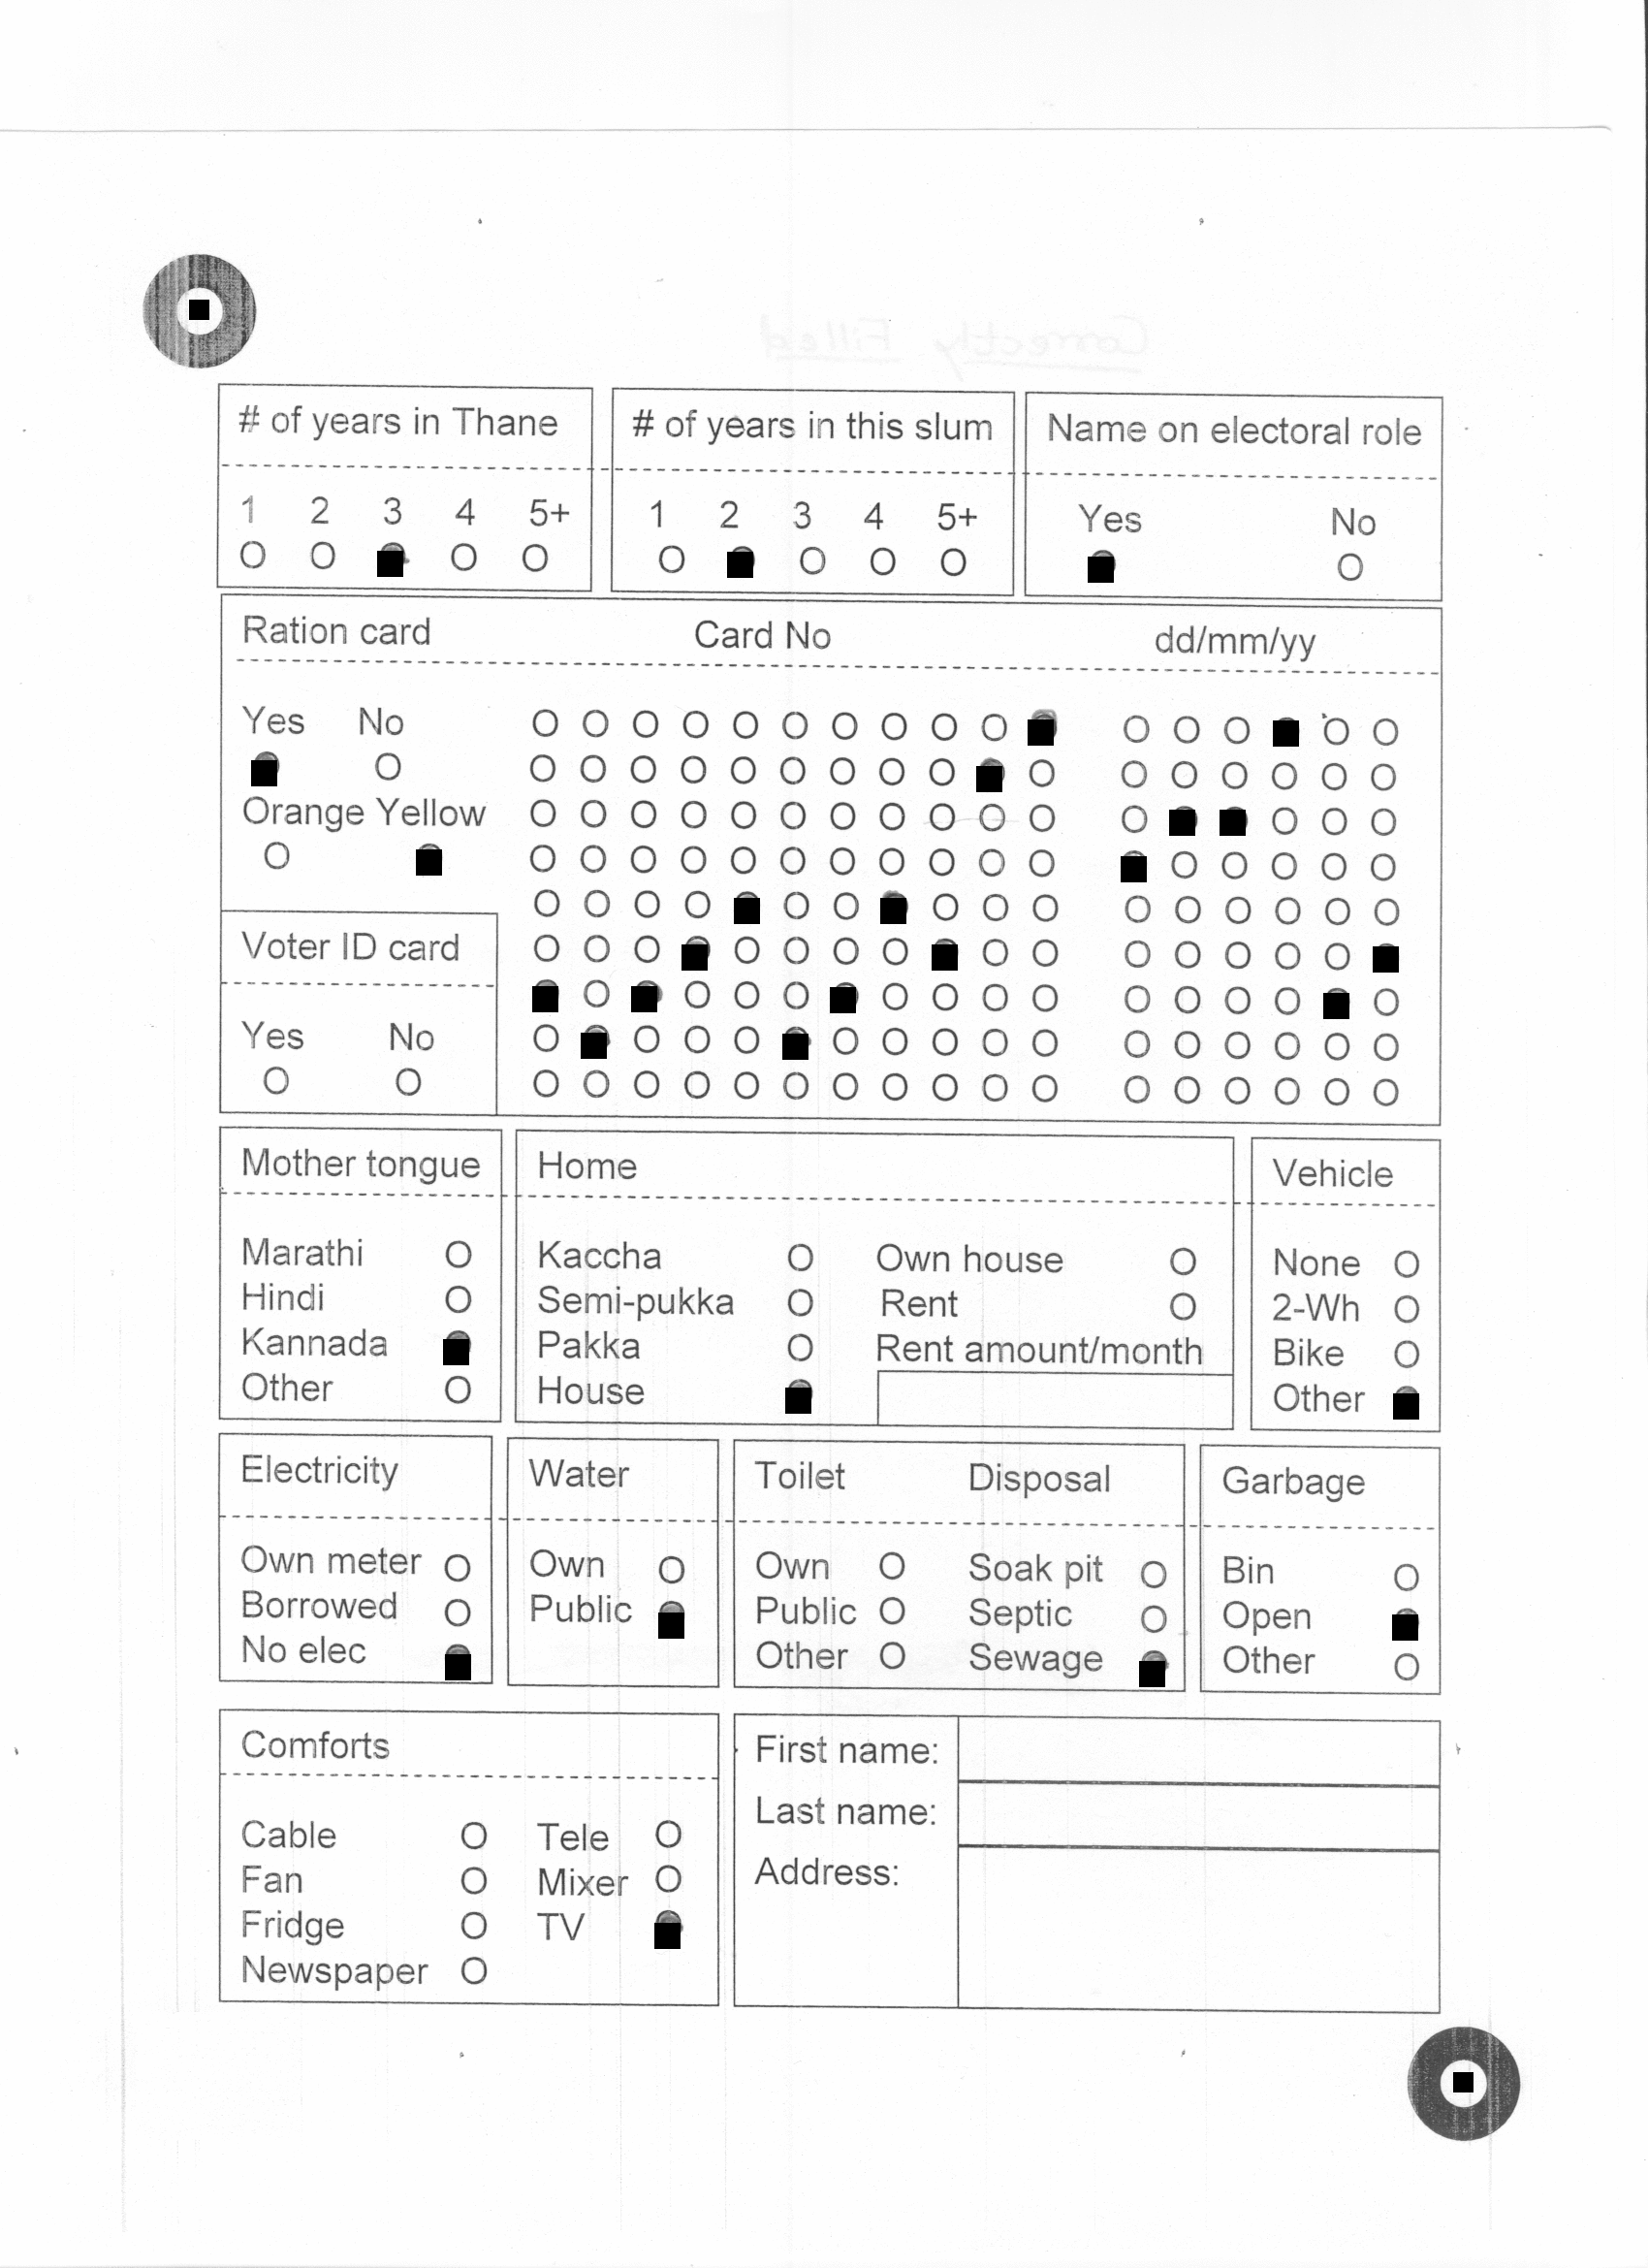 Correctly Filled
# of years in Thane
1 2 3 4 5+
# of years in this slum
1 2 3 4 5+
Name on electoral role
Yes No
Ration card Card No dd/mm/yy
Yes No
Orange Yellow
Voter ID card
Yes No
Mother tongue
Marathi
Hindi
Kannada
Other
Home
Kaccha Own house
Semi-pukka Rent
Pakka Rent amount/month
House
Vehicle
None
2-Wh
Bike
Other
Electricity
Own meter
Borrowed
No elec
Water
Own
Public
Toilet Disposal
Own Soak pit
Public Septic
Other Sewage
Garbage
Bin
Open
Other
Comforts
Cable Tele
Fan Mixer
Fridge TV
Newspaper
First name:
Last name:
Address: